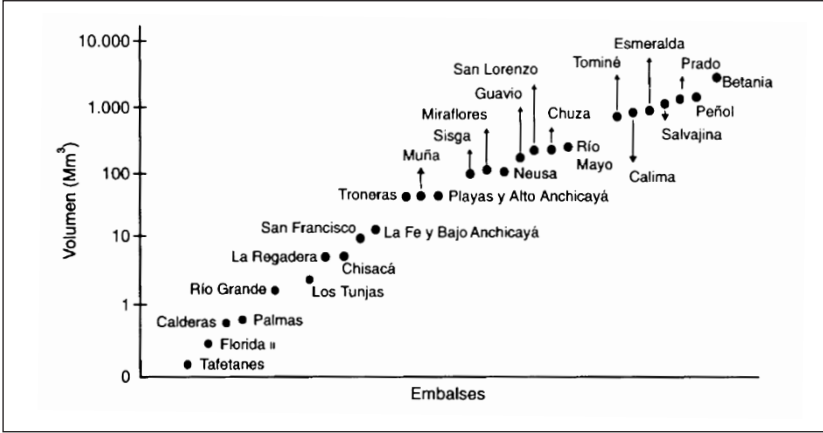 10.000
Esmeralda
Tominé
Prado
San Lorenzo
Betania
Guavio
1.000
Peñol
Miraflores
Chuza
Salvajina
Sisga
Río
Mayo
Muña
100
Neusa
Calima
Troneras
Playas y Alto Anchicayá
Volumen (Mm³)
San Francisco
La Fe y Bajo Anchicayá
10
La Regadera
Chisacá
Río Grande
Los Tunjas
1
Calderas
Palmas
Florida II
Tafetanes
0
Embalses